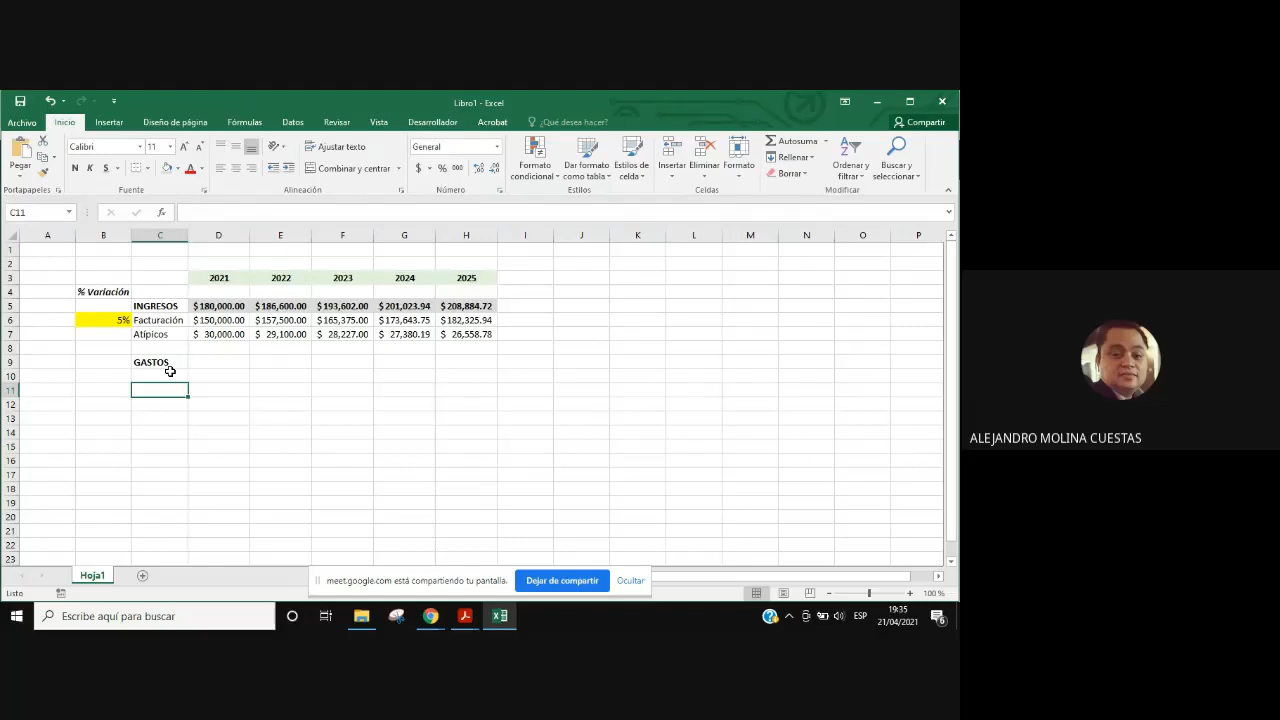 Libro1 - Excel
Archivo Inicio Insertar Diseño de página Fórmulas Datos Revisar Vista Desarrollador Acrobat ¿Qué desea hacer? Compartir
Pegar
Calibri 11
N K S
Ajustar texto
Combinar y centrar
General
$ % 000
Formato condicional
Dar formato como tabla
Estilos de celda
Insertar Eliminar Formato
Autosuma
Rellenar
Borrar
Ordenar y filtrar
Buscar y seleccionar
Portapapeles Fuente Alineación Número Estilos Celdas Modificar
C11 fx
A B C D E F G H I J K L M N O P
1
2
3 2021 2022 2023 2024 2025
4 % Variación
5 INGRESOS $180,000.00 $186,600.00 $193,602.00 $201,023.94 $208,884.72
6 5% Facturación $150,000.00 $157,500.00 $165,375.00 $173,643.75 $182,325.94
7 Atípicos $ 30,000.00 $ 29,100.00 $ 28,227.00 $ 27,380.19 $ 26,558.78
8
9 GASTOS
10
11
12
13
14
15
16
17
18
19
20
21
22
23
Hoja1
meet.google.com está compartiendo tu pantalla. Dejar de compartir Ocultar
Listo 100 %
Escribe aquí para buscar
ESP
19:35
21/04/2021
6
ALEJANDRO MOLINA CUESTAS